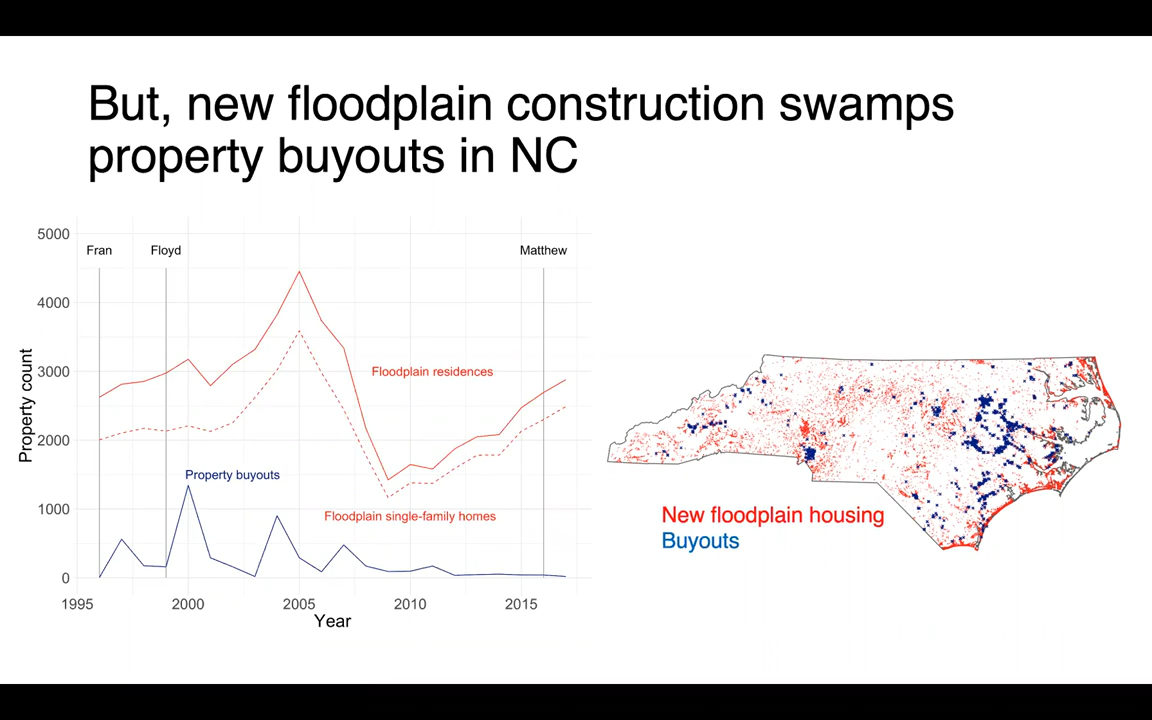 But, new floodplain construction swamps
property buyouts in NC
5000
4000
3000
2000
1000
0
Property count
Fran
Floyd
Matthew
Floodplain residences
Property buyouts
Floodplain single-family homes
1995
2000
2005
2010
2015
Year
New floodplain housing
Buyouts